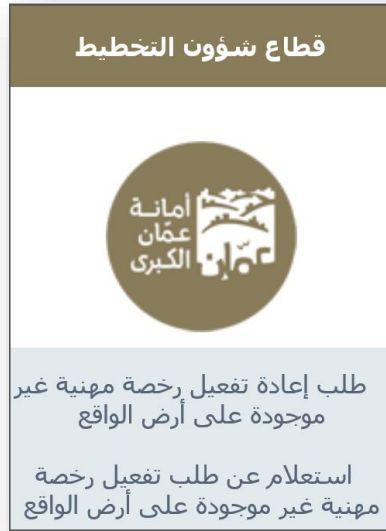 قطاع شؤون التخطيط
أمانة
عمّان
الكبرى
عمّان
طلب إعادة تفعيل رخصة مهنية غير
موجودة على أرض الواقع
استعلام عن طلب تفعيل رخصة
مهنية غير موجودة على أرض الواقع